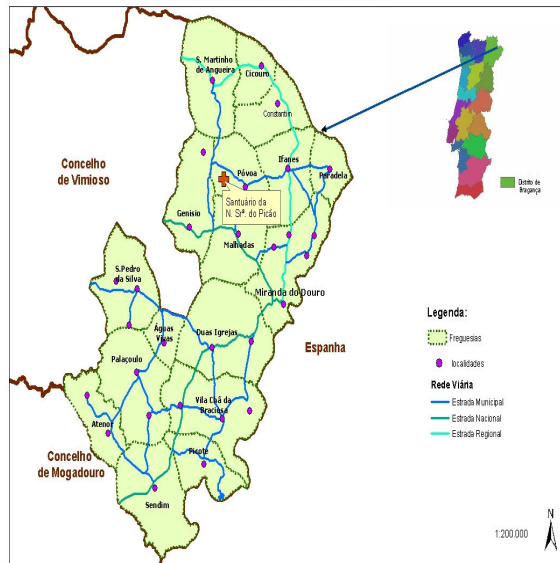 S. Martinho
de Angueira
Cicouro
Constantin
Concelho
de Vimioso
Póvoa
Ifanes
Paradela
Santuário da
N. Srª. do Picão
Genísio
Malhadas
Distrito de
Bragança
S.Pedro
da Silva
Miranda do Douro
Águas
Vivas
Duas Igrejas
Espanha
Palaçoulo
Vila Chã da
Braciosa
Atenor
Concelho
de Mogadouro
Picote
Sendim
Legenda:
Freguesias
localidades
Rede Viária
Estrada Municipal
Estrada Nacional
Estrada Regional
N
1:200.000